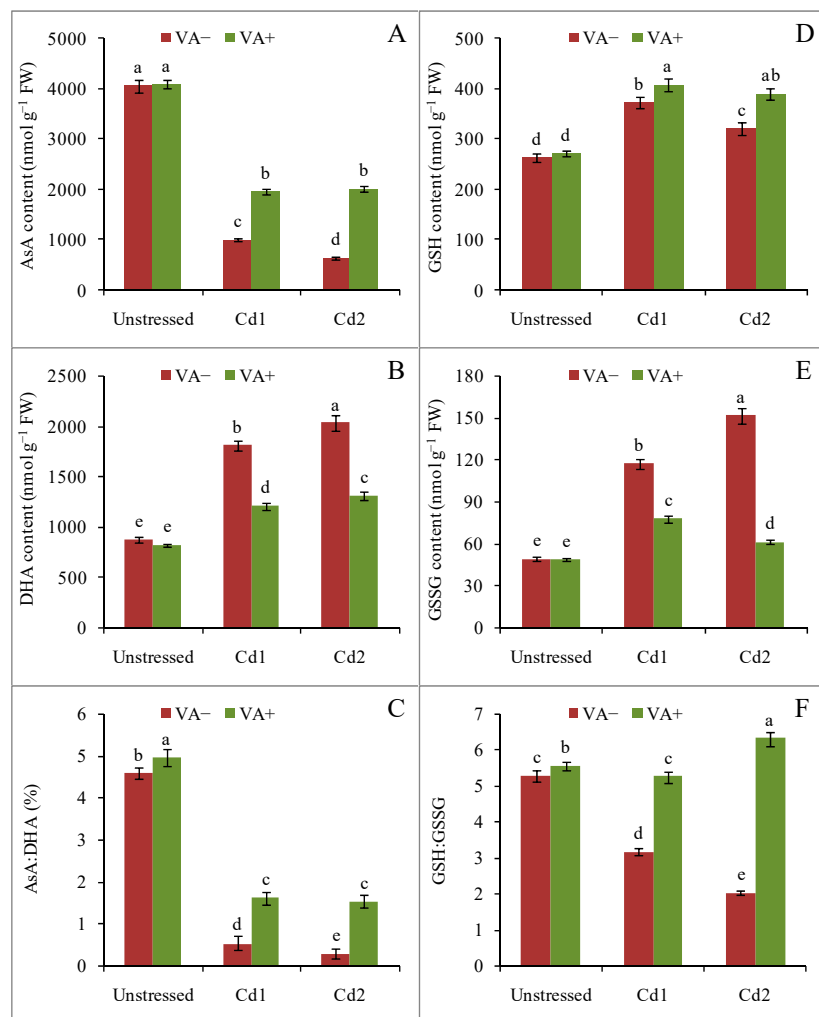 A
VA− VA+
AsA content (nmol g⁻¹ FW)
5000
4000
3000
2000
1000
0
a a
c b
d b
Unstressed Cd1 Cd2
D
VA− VA+
GSH content (nmol g⁻¹ FW)
500
400
300
200
100
0
d d
b a
c ab
Unstressed Cd1 Cd2
B
VA− VA+
DHA content (nmol g⁻¹ FW)
2500
2000
1500
1000
500
0
e e
b d
a c
Unstressed Cd1 Cd2
E
VA− VA+
GSSG content (nmol g⁻¹ FW)
180
150
120
90
60
30
0
e e
b c
a d
Unstressed Cd1 Cd2
C
VA− VA+
AsA:DHA (%)
6
5
4
3
2
1
0
b a
d c
e c
Unstressed Cd1 Cd2
F
VA− VA+
GSH:GSSG
7
6
5
4
3
2
1
0
c b
d c
e a
Unstressed Cd1 Cd2